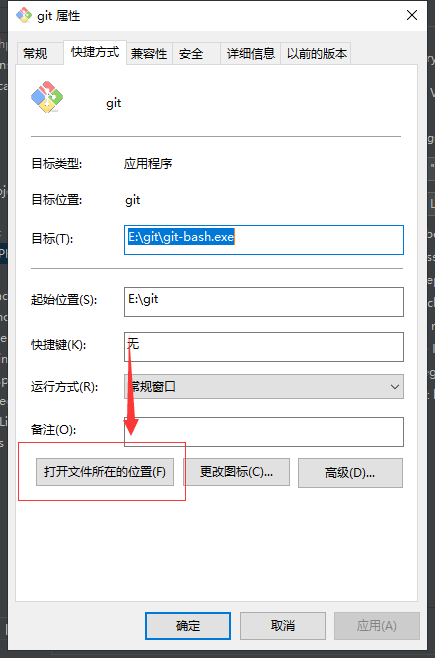 git 属性
常规 快捷方式 兼容性 安全 详细信息 以前的版本
git
目标类型: 应用程序
目标位置: git
目标(T): E:\git\git-bash.exe
起始位置(S): E:\git
快捷键(K): 无
运行方式(R): 常规窗口
备注(O):
打开文件所在的位置(F) 更改图标(C)... 高级(D)...
确定 取消 应用(A)